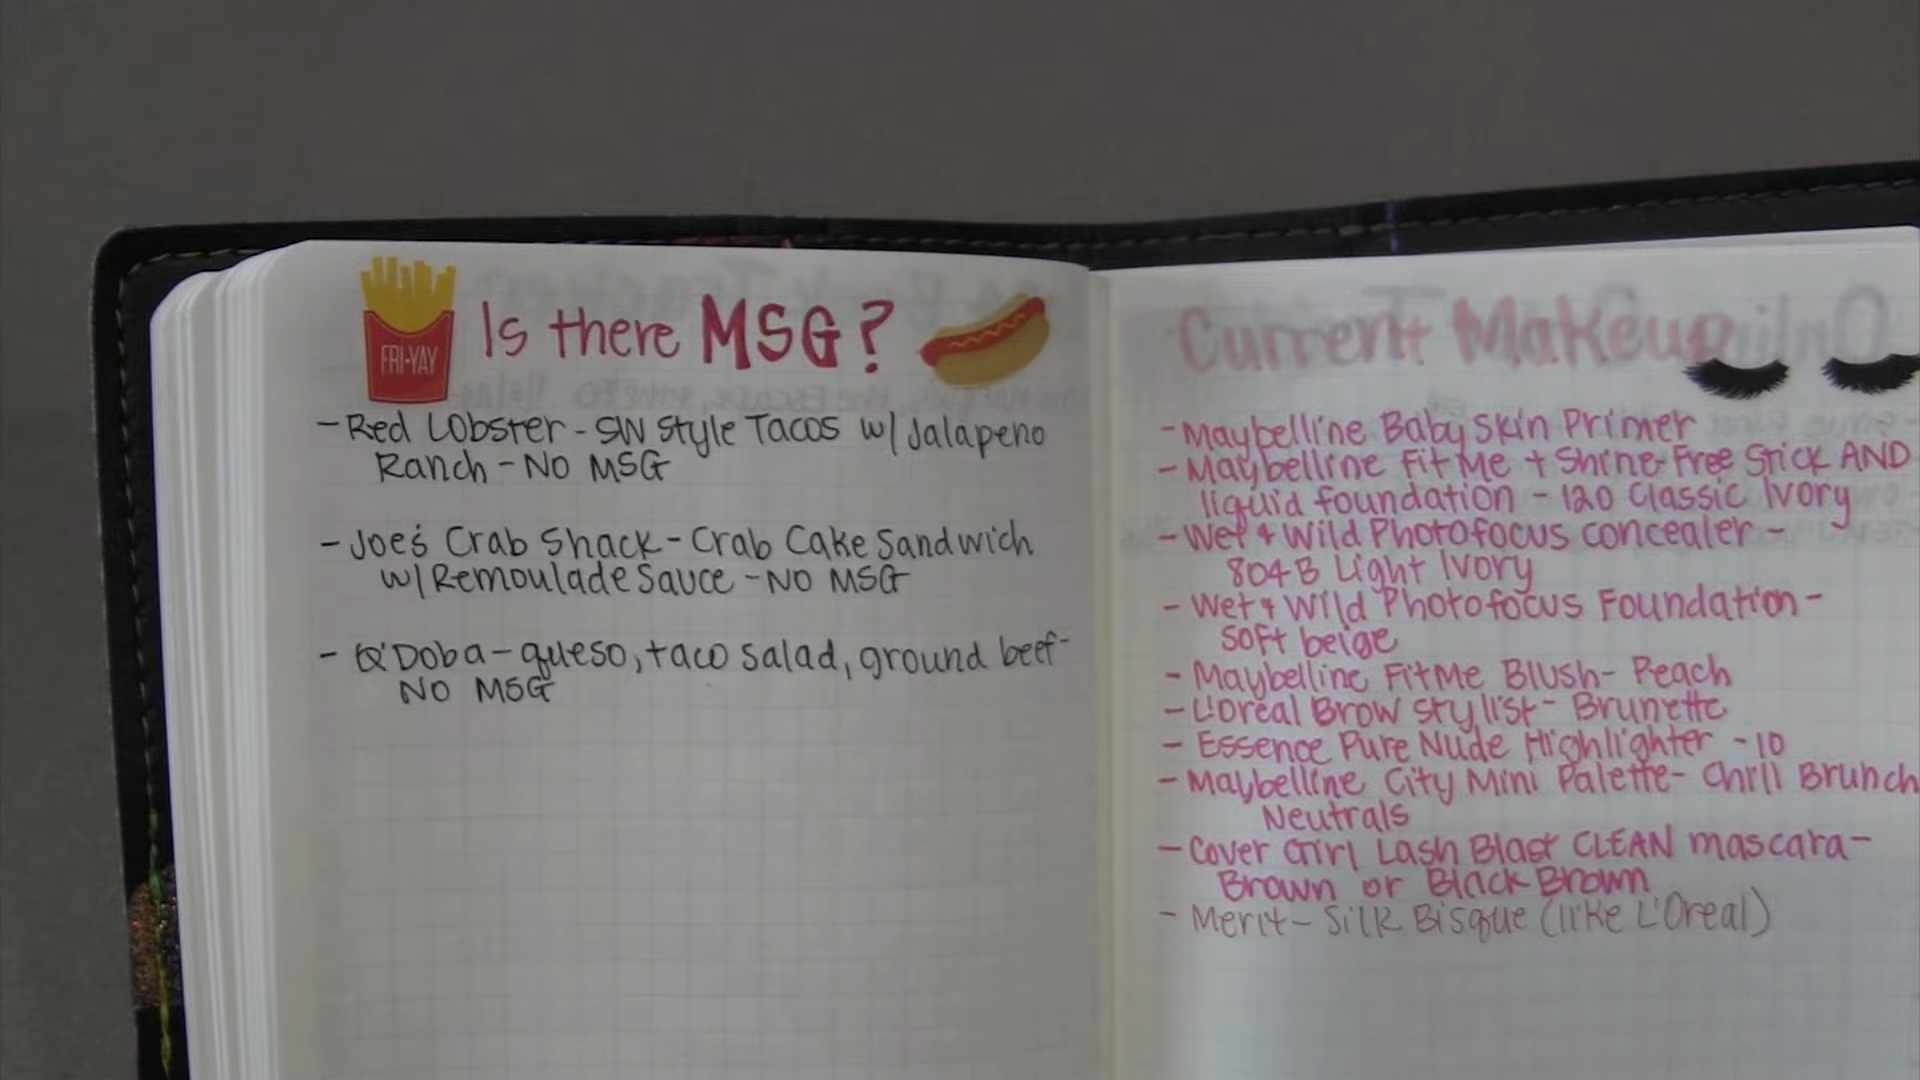 FRI-YAY
Is there MSG?
- Red Lobster - SW Style Tacos w/ Jalapeno
Ranch - NO MSG
- Joe's Crab Shack - Crab Cake Sandwich
w/ Remoulade Sauce - NO MSG
- Q'Doba - queso, taco salad, ground beef -
NO MSG
Current Makeup
- Maybelline Baby Skin Primer
- Maybelline Fit Me + Shine-Free Stick AND
liquid foundation - 120 Classic Ivory
- Wet + Wild Photofocus concealer -
804B Light Ivory
- Wet + Wild Photofocus Foundation -
Soft beige
- Maybelline Fit Me Blush - Peach
- L'Oreal Brow Stylist - Brunette
- Essence Pure Nude Highlighter - 10
- Maybelline City Mini Palette - Chill Brunch
Neutrals
- Cover Girl Lash Blast CLEAN mascara -
Brown or Black Brown
- Merit - Silk Bisque (like L'Oreal)